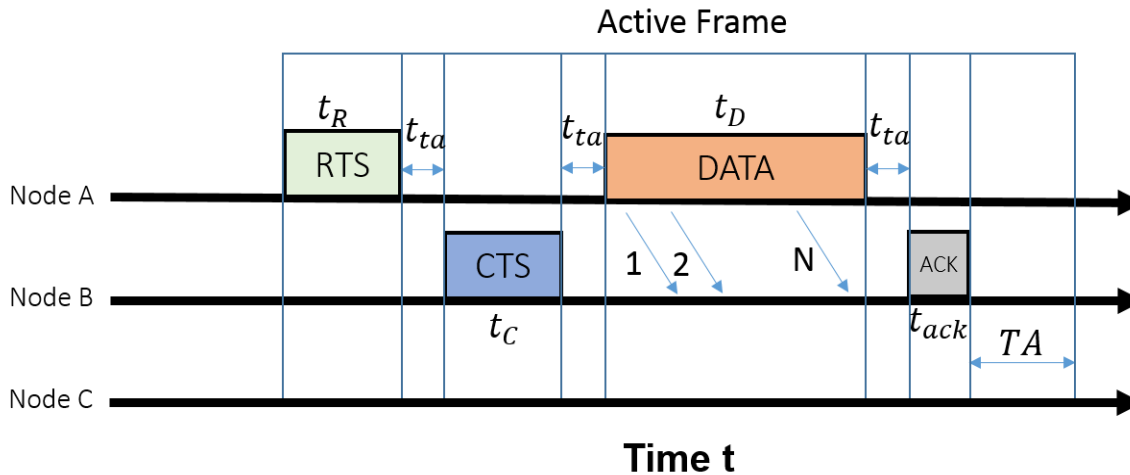 Active Frame
t_R
t_ta
t_ta
t_D
t_ta
RTS
DATA
Node A
CTS
1
2
N
ACK
Node B
t_C
t_ack
TA
Node C
Time t